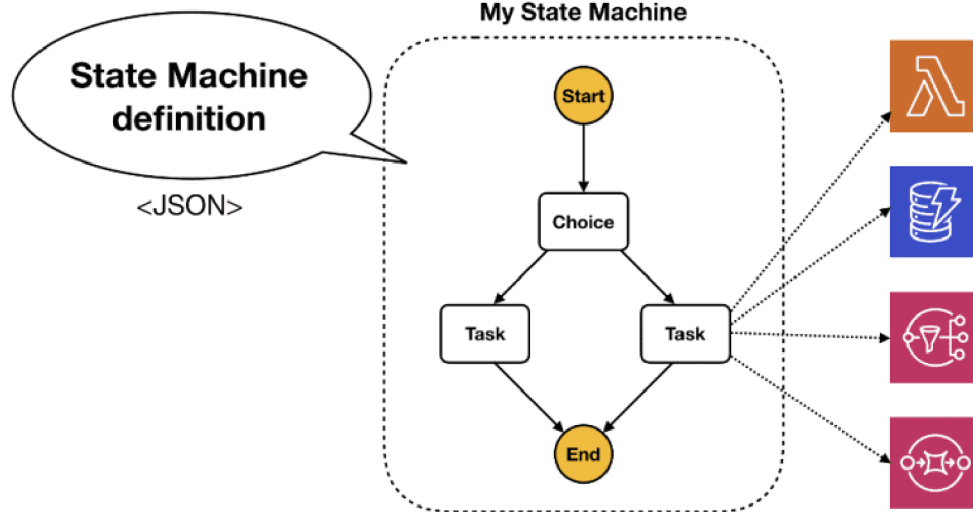 My State Machine
State Machine
definition
<JSON>
Start
Choice
Task
Task
End